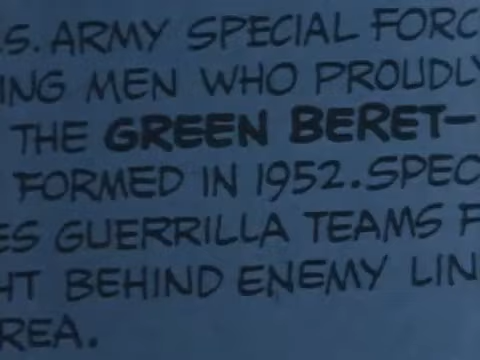 .S. ARMY SPECIAL FORC
ING MEN WHO PROUDLY
THE GREEN BERET—
FORMED IN 1952. SPEC
ES GUERRILLA TEAMS F
HT BEHIND ENEMY LIN
REA.